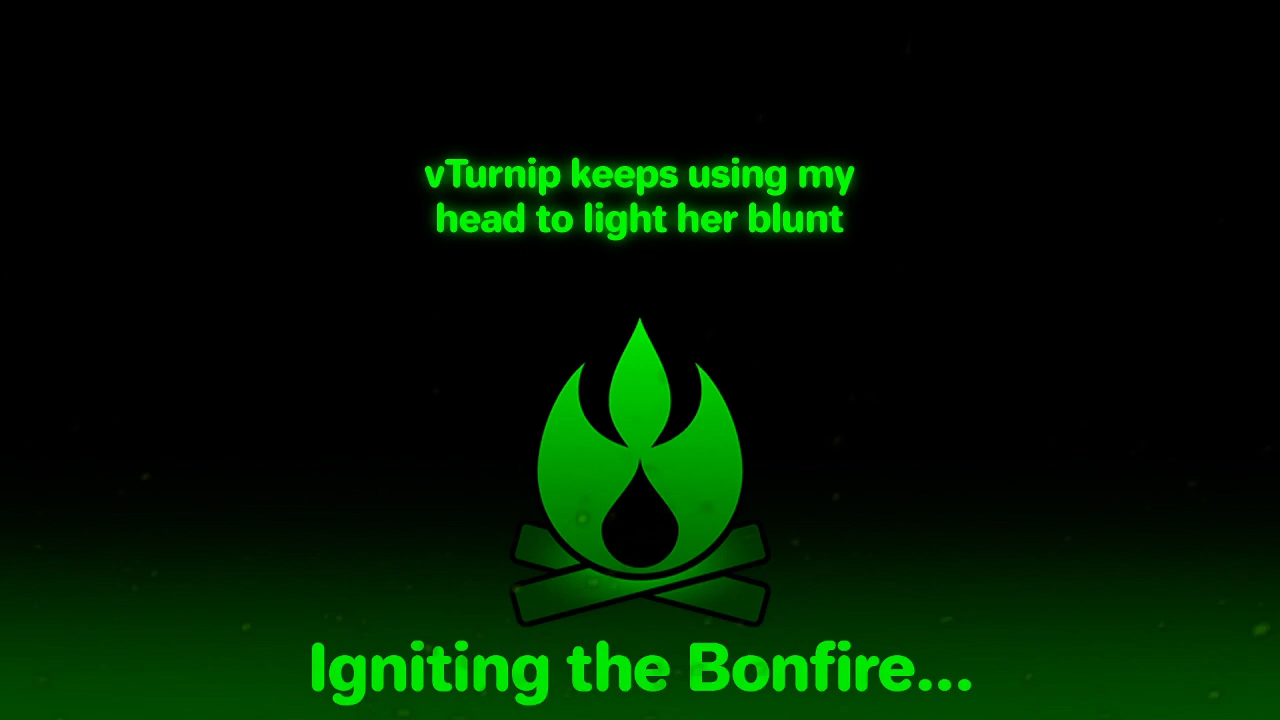 vTurnip keeps using my
head to light her blunt
Igniting the Bonfire...